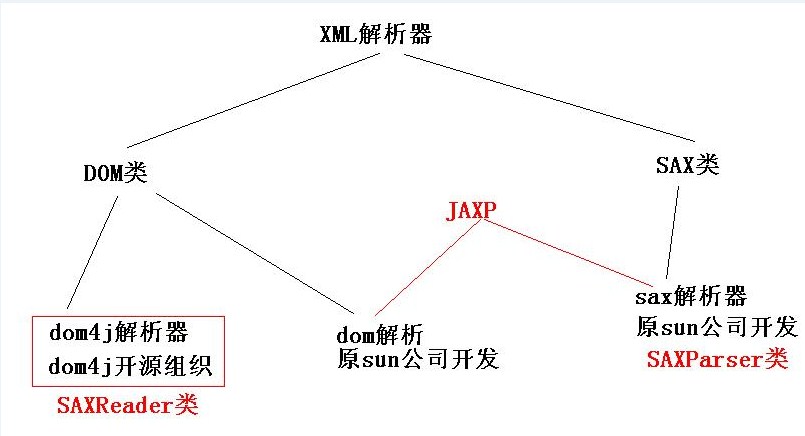 XML解析器
DOM类
SAX类
JAXP
dom4j解析器
dom4j开源组织
SAXReader类
dom解析
原sun公司开发
sax解析器
原sun公司开发
SAXParser类